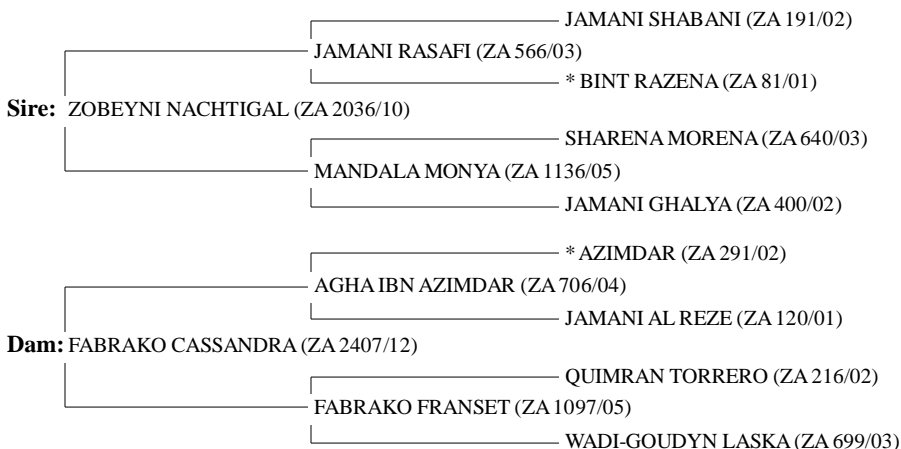 JAMANI SHABANI (ZA 191/02)
JAMANI RASAFI (ZA 566/03)
* BINT RAZENA (ZA 81/01)
Sire: ZOBEYNI NACHTIGAL (ZA 2036/10)
SHARENA MORENA (ZA 640/03)
MANDALA MONYA (ZA 1136/05)
JAMANI GHALYA (ZA 400/02)
* AZIMDAR (ZA 291/02)
AGHA IBN AZIMDAR (ZA 706/04)
JAMANI AL REZE (ZA 120/01)
Dam: FABRAKO CASSANDRA (ZA 2407/12)
QUIMRAN TORRERO (ZA 216/02)
FABRAKO FRANSET (ZA 1097/05)
WADI-GOUDYN LASKA (ZA 699/03)